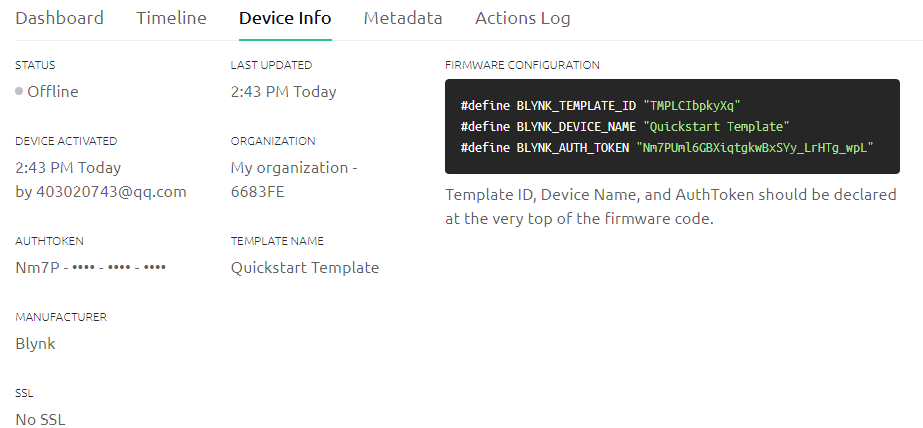 Dashboard Timeline Device Info Metadata Actions Log
STATUS
Offline
LAST UPDATED
2:43 PM Today
DEVICE ACTIVATED
2:43 PM Today
by 403020743@qq.com
ORGANIZATION
My organization -
6683FE
AUTHTOKEN
Nm7P - •••• - •••• - ••••
TEMPLATE NAME
Quickstart Template
MANUFACTURER
Blynk
SSL
No SSL
FIRMWARE CONFIGURATION
#define BLYNK_TEMPLATE_ID "TMPLCIbpkyXq"
#define BLYNK_DEVICE_NAME "Quickstart Template"
#define BLYNK_AUTH_TOKEN "Nm7PUml6GBXiqtgkwBxSYy_LrHTg_wpL"
Template ID, Device Name, and AuthToken should be declared
at the very top of the firmware code.